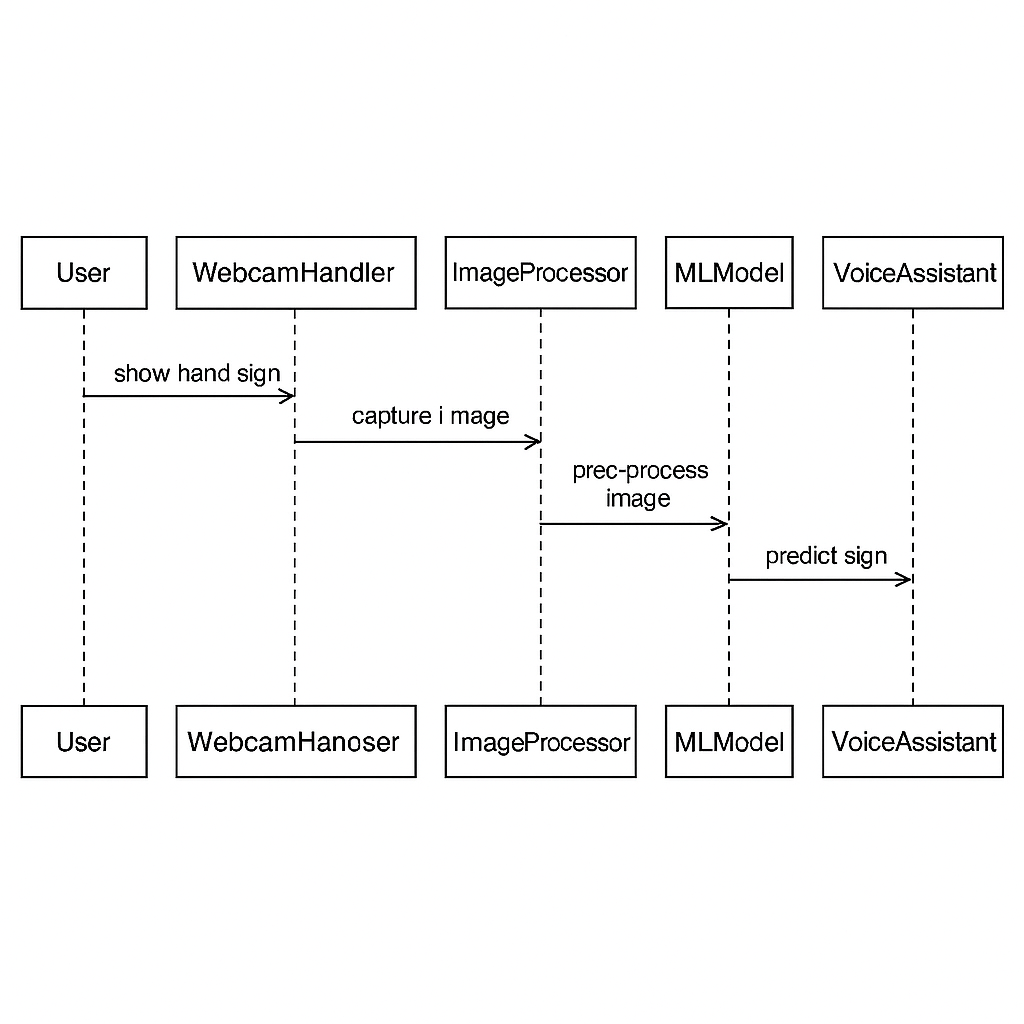 User
WebcamHandler
ImageProcessor
MLModel
VoiceAssistant
show hand sign
capture i mage
prec-process
image
predict sign
User
WebcamHanoser
ImageProcessor
MLModel
VoiceAssistant